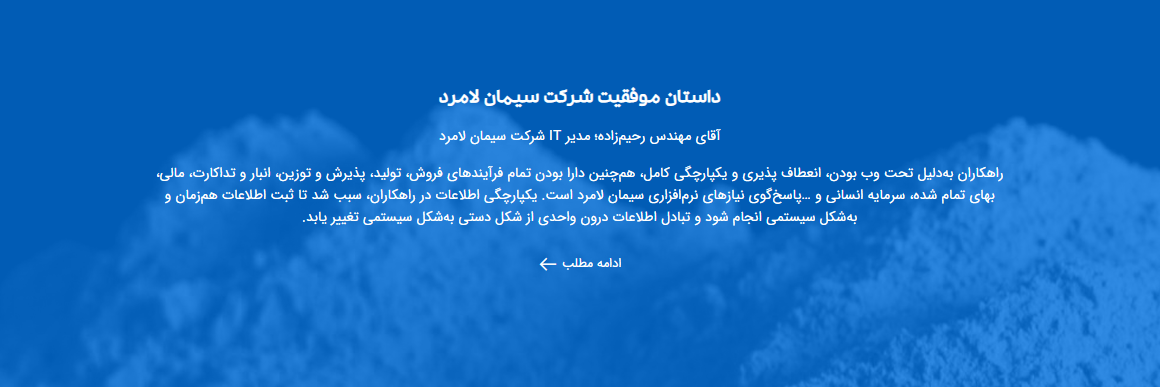 داستان موفقیت شرکت سیمان لامرد
آقای مهندس رحیم‌زاده؛ مدیر IT شرکت سیمان لامرد
راهکاران به‌دلیل تحت وب بودن، انعطاف پذیری و یکپارچگی کامل، هم‌چنین دارا بودن تمام فرآیندهای فروش، تولید، پذیرش و توزین، انبار و تداکارت، مالی،
بهای تمام شده، سرمایه انسانی و …پاسخ‌گوی نیازهای نرم‌افزاری سیمان لامرد است. یکپارچگی اطلاعات در راهکاران، سبب شد تا ثبت اطلاعات هم‌زمان و
به‌شکل سیستمی انجام شود و تبادل اطلاعات درون واحدی از شکل دستی به‌شکل سیستمی تغییر یابد.
ادامه مطلب